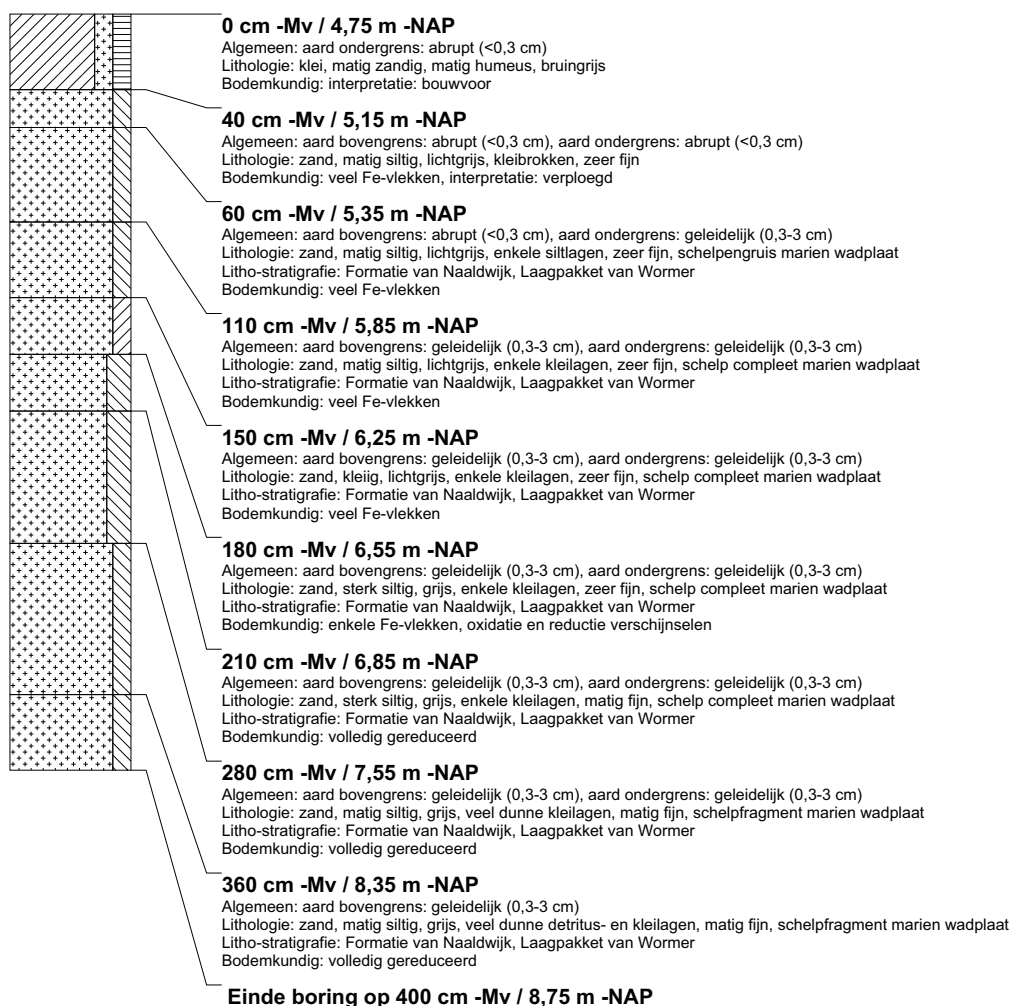 0 cm -Mv / 4,75 m -NAP
Algemeen: aard ondergrens: abrupt (<0,3 cm)
Lithologie: klei, matig zandig, matig humeus, bruingrijs
Bodemkundig: interpretatie: bouwvoor
40 cm -Mv / 5,15 m -NAP
Algemeen: aard bovengrens: abrupt (<0,3 cm), aard ondergrens: abrupt (<0,3 cm)
Lithologie: zand, matig siltig, lichtgrijs, kleibrokken, zeer fijn
Bodemkundig: veel Fe-vlekken, interpretatie: verploegd
60 cm -Mv / 5,35 m -NAP
Algemeen: aard bovengrens: abrupt (<0,3 cm), aard ondergrens: geleidelijk (0,3-3 cm)
Lithologie: zand, matig siltig, lichtgrijs, enkele siltlagen, zeer fijn, schelpengruis marien wadplaat
Litho-stratigrafie: Formatie van Naaldwijk, Laagpakket van Wormer
Bodemkundig: veel Fe-vlekken
110 cm -Mv / 5,85 m -NAP
Algemeen: aard bovengrens: geleidelijk (0,3-3 cm), aard ondergrens: geleidelijk (0,3-3 cm)
Lithologie: zand, matig siltig, lichtgrijs, enkele kleilagen, zeer fijn, schelp compleet marien wadplaat
Litho-stratigrafie: Formatie van Naaldwijk, Laagpakket van Wormer
Bodemkundig: veel Fe-vlekken
150 cm -Mv / 6,25 m -NAP
Algemeen: aard bovengrens: geleidelijk (0,3-3 cm), aard ondergrens: geleidelijk (0,3-3 cm)
Lithologie: zand, kleiig, lichtgrijs, enkele kleilagen, zeer fijn, schelp compleet marien wadplaat
Litho-stratigrafie: Formatie van Naaldwijk, Laagpakket van Wormer
Bodemkundig: veel Fe-vlekken
180 cm -Mv / 6,55 m -NAP
Algemeen: aard bovengrens: geleidelijk (0,3-3 cm), aard ondergrens: geleidelijk (0,3-3 cm)
Lithologie: zand, sterk siltig, grijs, enkele kleilagen, zeer fijn, schelp compleet marien wadplaat
Litho-stratigrafie: Formatie van Naaldwijk, Laagpakket van Wormer
Bodemkundig: enkele Fe-vlekken, oxidatie en reductie verschijnselen
210 cm -Mv / 6,85 m -NAP
Algemeen: aard bovengrens: geleidelijk (0,3-3 cm), aard ondergrens: geleidelijk (0,3-3 cm)
Lithologie: zand, sterk siltig, grijs, enkele kleilagen, matig fijn, schelp compleet marien wadplaat
Litho-stratigrafie: Formatie van Naaldwijk, Laagpakket van Wormer
Bodemkundig: volledig gereduceerd
280 cm -Mv / 7,55 m -NAP
Algemeen: aard bovengrens: geleidelijk (0,3-3 cm), aard ondergrens: geleidelijk (0,3-3 cm)
Lithologie: zand, matig siltig, grijs, veel dunne kleilagen, matig fijn, schelpfragment marien wadplaat
Litho-stratigrafie: Formatie van Naaldwijk, Laagpakket van Wormer
Bodemkundig: volledig gereduceerd
360 cm -Mv / 8,35 m -NAP
Algemeen: aard bovengrens: geleidelijk (0,3-3 cm)
Lithologie: zand, matig siltig, grijs, veel dunne detritus- en kleilagen, matig fijn, schelpfragment marien wadplaat
Litho-stratigrafie: Formatie van Naaldwijk, Laagpakket van Wormer
Bodemkundig: volledig gereduceerd
Einde boring op 400 cm -Mv / 8,75 m -NAP